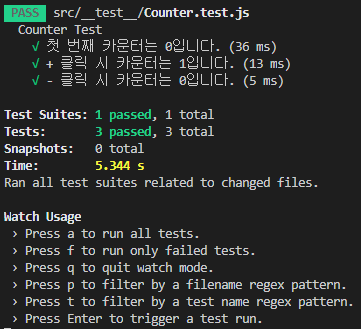 PASS src/__test__/Counter.test.js
Counter Test
√ 첫 번째 카운터는 0입니다. (36 ms)
√ + 클릭 시 카운터는 1입니다. (13 ms)
√ - 클릭 시 카운터는 0입니다. (5 ms)
Test Suites: 1 passed, 1 total
Tests: 3 passed, 3 total
Snapshots: 0 total
Time: 5.344 s
Ran all test suites related to changed files.
Watch Usage
› Press a to run all tests.
› Press f to run only failed tests.
› Press q to quit watch mode.
› Press p to filter by a filename regex pattern.
› Press t to filter by a test name regex pattern.
› Press Enter to trigger a test run.